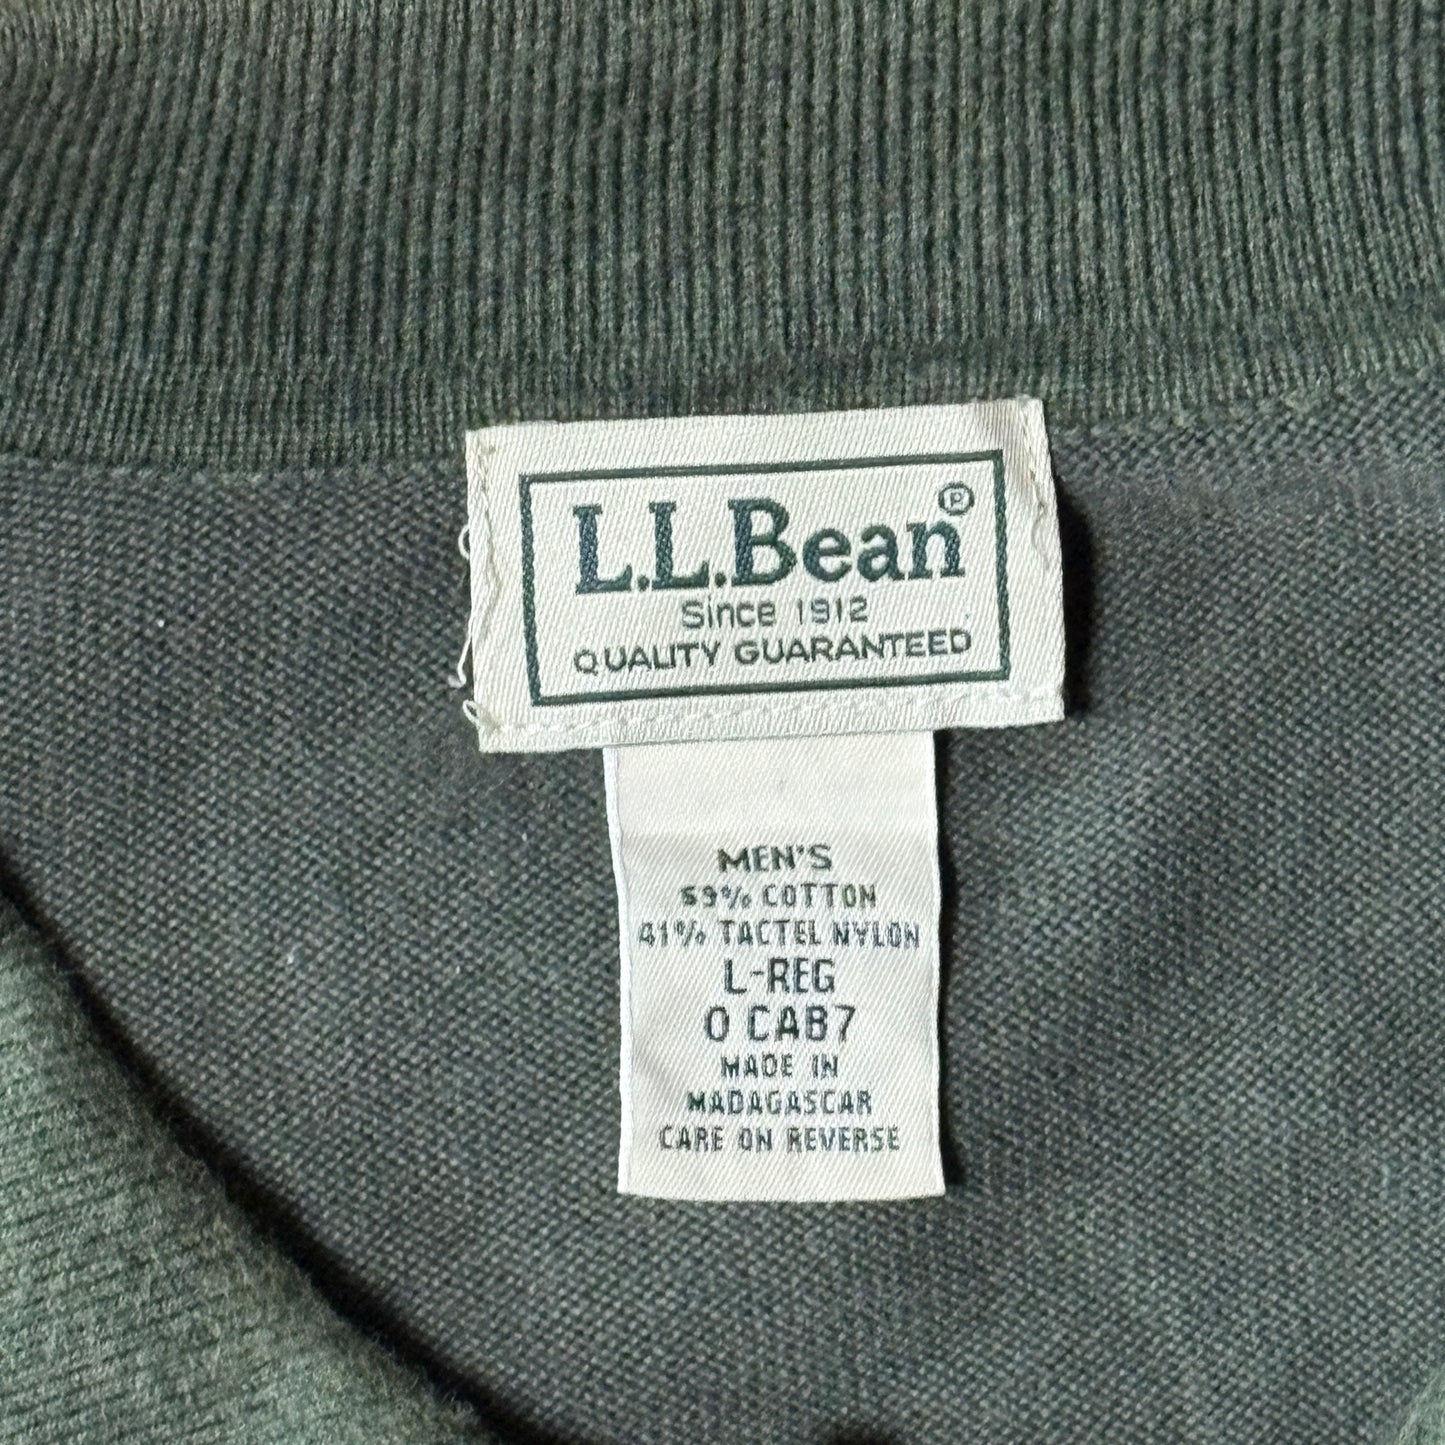 L.L.Bean®
Since 1912
QUALITY GUARANTEED
MEN'S
59% COTTON
41% TACTEL NYLON
L-REG
0 CAB7
MADE IN
MADAGASCAR
CARE ON REVERSE